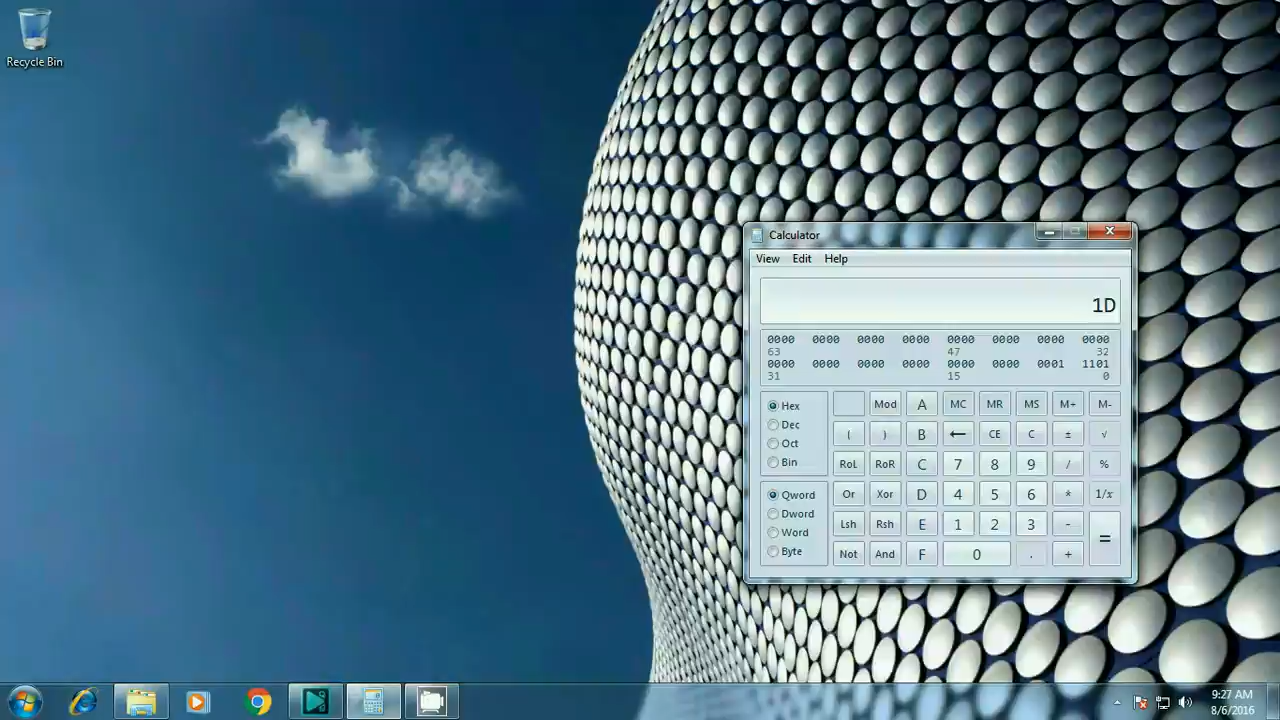 Recycle Bin
Calculator
View Edit Help
1D
0000 0000 0000 0000 0000 0000 0000 0000
63 47 32
0000 0000 0000 0000 0000 0000 0001 1101
31 15 0
Hex Mod A MC MR MS M+ M-
Dec ( ) B ← CE C ± √
Oct
Bin RoL RoR C 7 8 9 / %
Qword Or Xor D 4 5 6 * 1/x
Dword Lsh Rsh E 1 2 3 - =
Word
Byte Not And F 0 . +
9:27 AM
8/6/2016